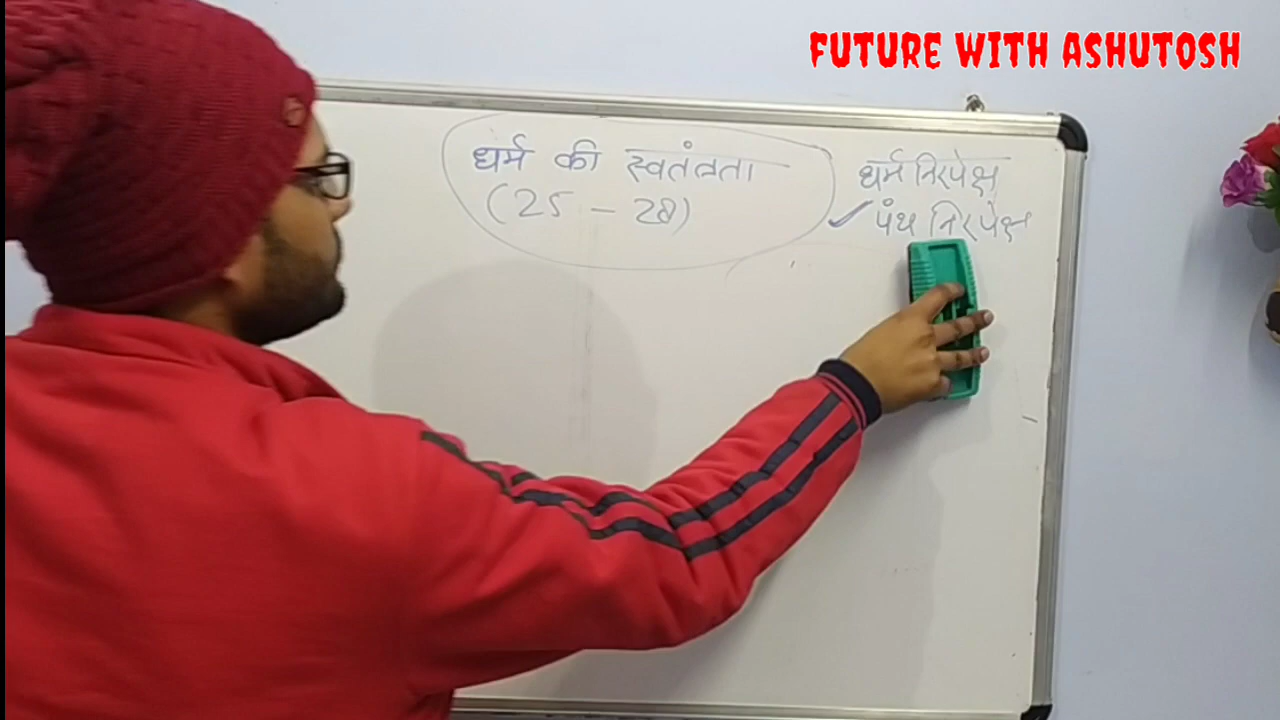 FUTURE WITH ASHUTOSH
धर्म की स्वतंत्रता
(25 - 28)
धर्म निरपेक्ष
✓ पंथ निरपेक्ष